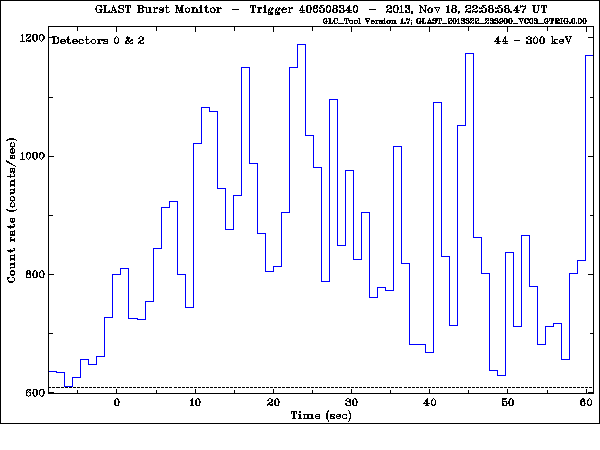 GLAST Burst Monitor - Trigger 406508340 - 2013, Nov 18, 22:58:58.47 UT
GLC_Tool Version 1.7; GLAST_2013322_235900_VC09_GTRIG.0.00
Detectors 0 & 2
44 - 300 keV
Count rate (counts/sec)
1200
1000
800
600
0 10 20 30 40 50 60
Time (sec)